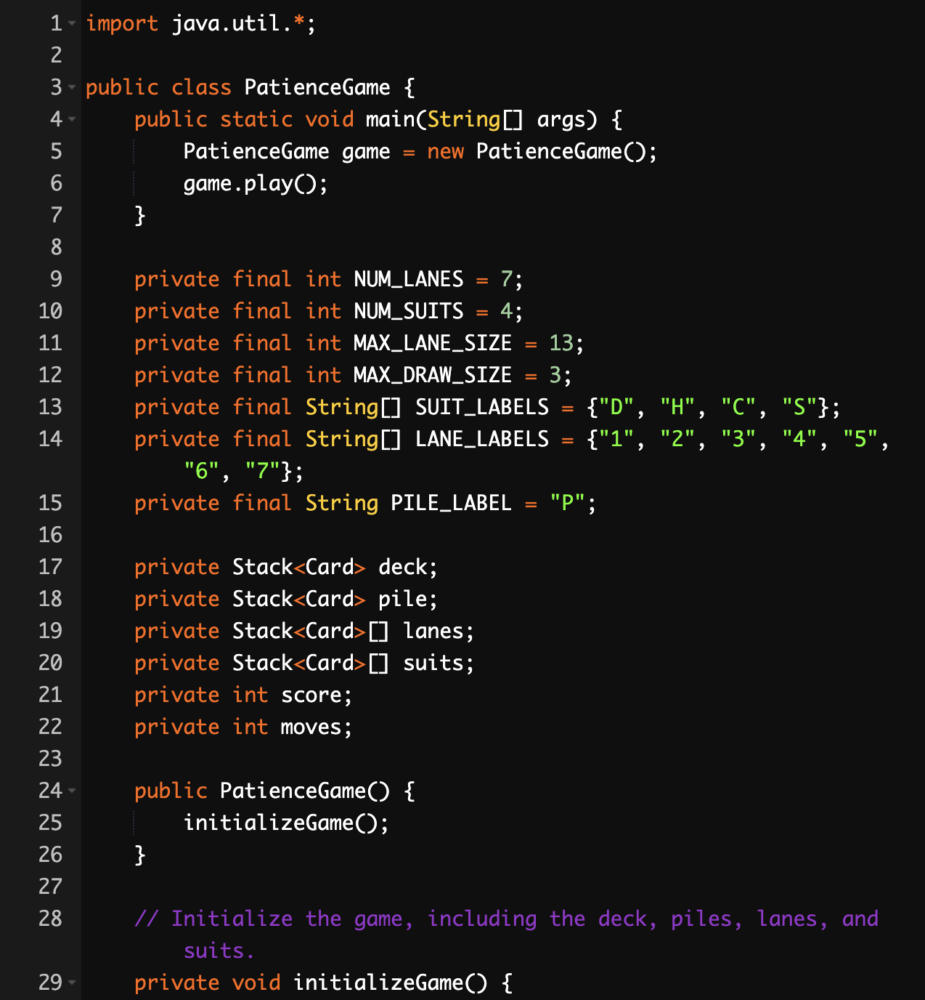 1 import java.util.*;
2
3 public class PatienceGame {
4     public static void main(String[] args) {
5         PatienceGame game = new PatienceGame();
6         game.play();
7     }
8
9     private final int NUM_LANES = 7;
10     private final int NUM_SUITS = 4;
11     private final int MAX_LANE_SIZE = 13;
12     private final int MAX_DRAW_SIZE = 3;
13     private final String[] SUIT_LABELS = {"D", "H", "C", "S"};
14     private final String[] LANE_LABELS = {"1", "2", "3", "4", "5",
"6", "7"};
15     private final String PILE_LABEL = "P";
16
17     private Stack<Card> deck;
18     private Stack<Card> pile;
19     private Stack<Card>[] lanes;
20     private Stack<Card>[] suits;
21     private int score;
22     private int moves;
23
24     public PatienceGame() {
25         initializeGame();
26     }
27
28     // Initialize the game, including the deck, piles, lanes, and
suits.
29     private void initializeGame() {